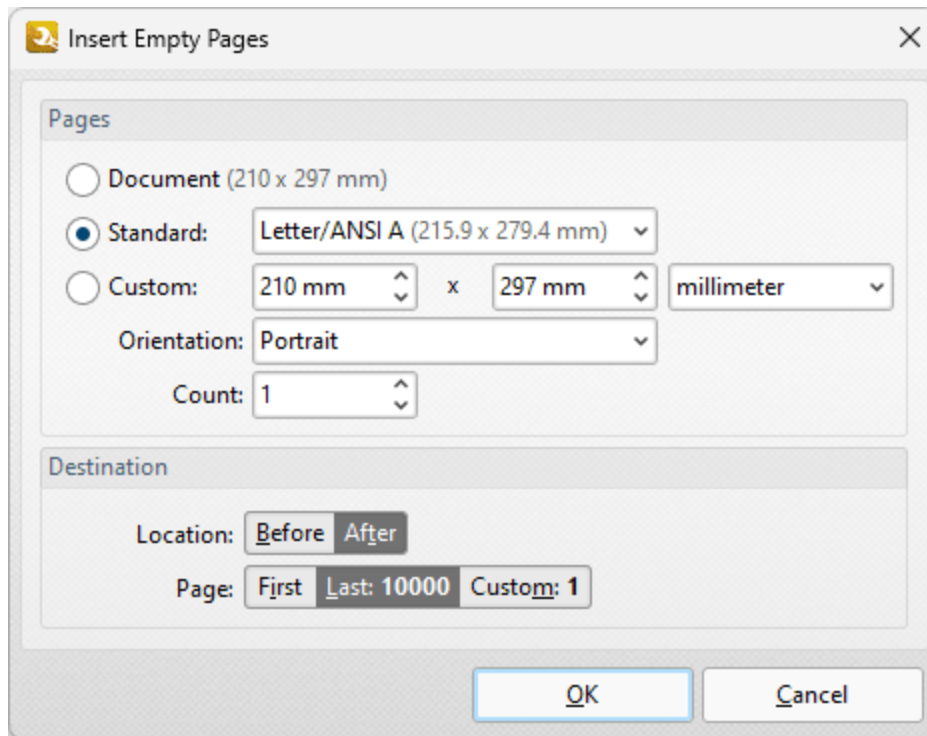 Insert Empty Pages
Pages
Document (210 x 297 mm)
Standard: Letter/ANSI A (215.9 x 279.4 mm)
Custom: 210 mm x 297 mm millimeter
Orientation: Portrait
Count: 1
Destination
Location: Before After
Page: First Last: 10000 Custom: 1
OK Cancel